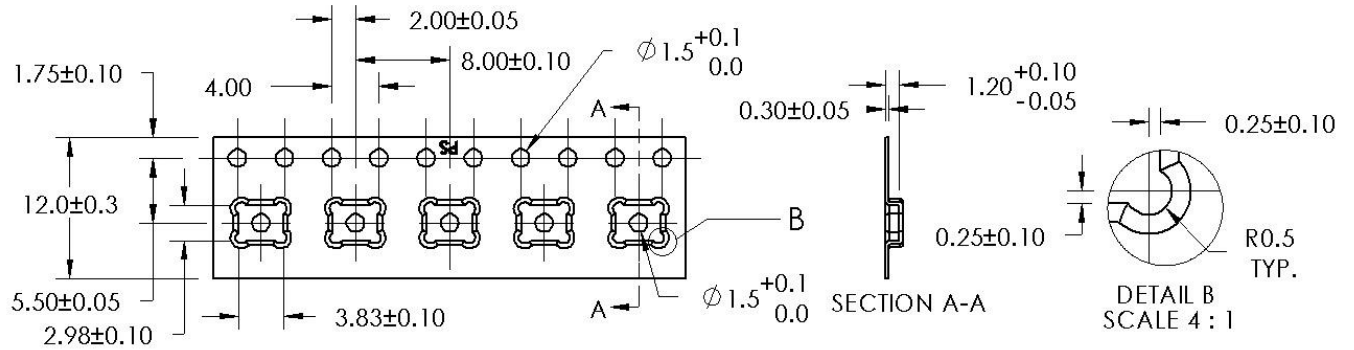 2.00±0.05
8.00±0.10
4.00
1.75±0.10
12.0±0.3
5.50±0.05
2.98±0.10
3.83±0.10
Ø1.5 +0.1
0.0
A
PS
B
A
Ø1.5 +0.1
0.0
0.30±0.05
1.20 +0.10
-0.05
SECTION A-A
0.25±0.10
0.25±0.10
R0.5
TYP.
DETAIL B
SCALE 4 : 1